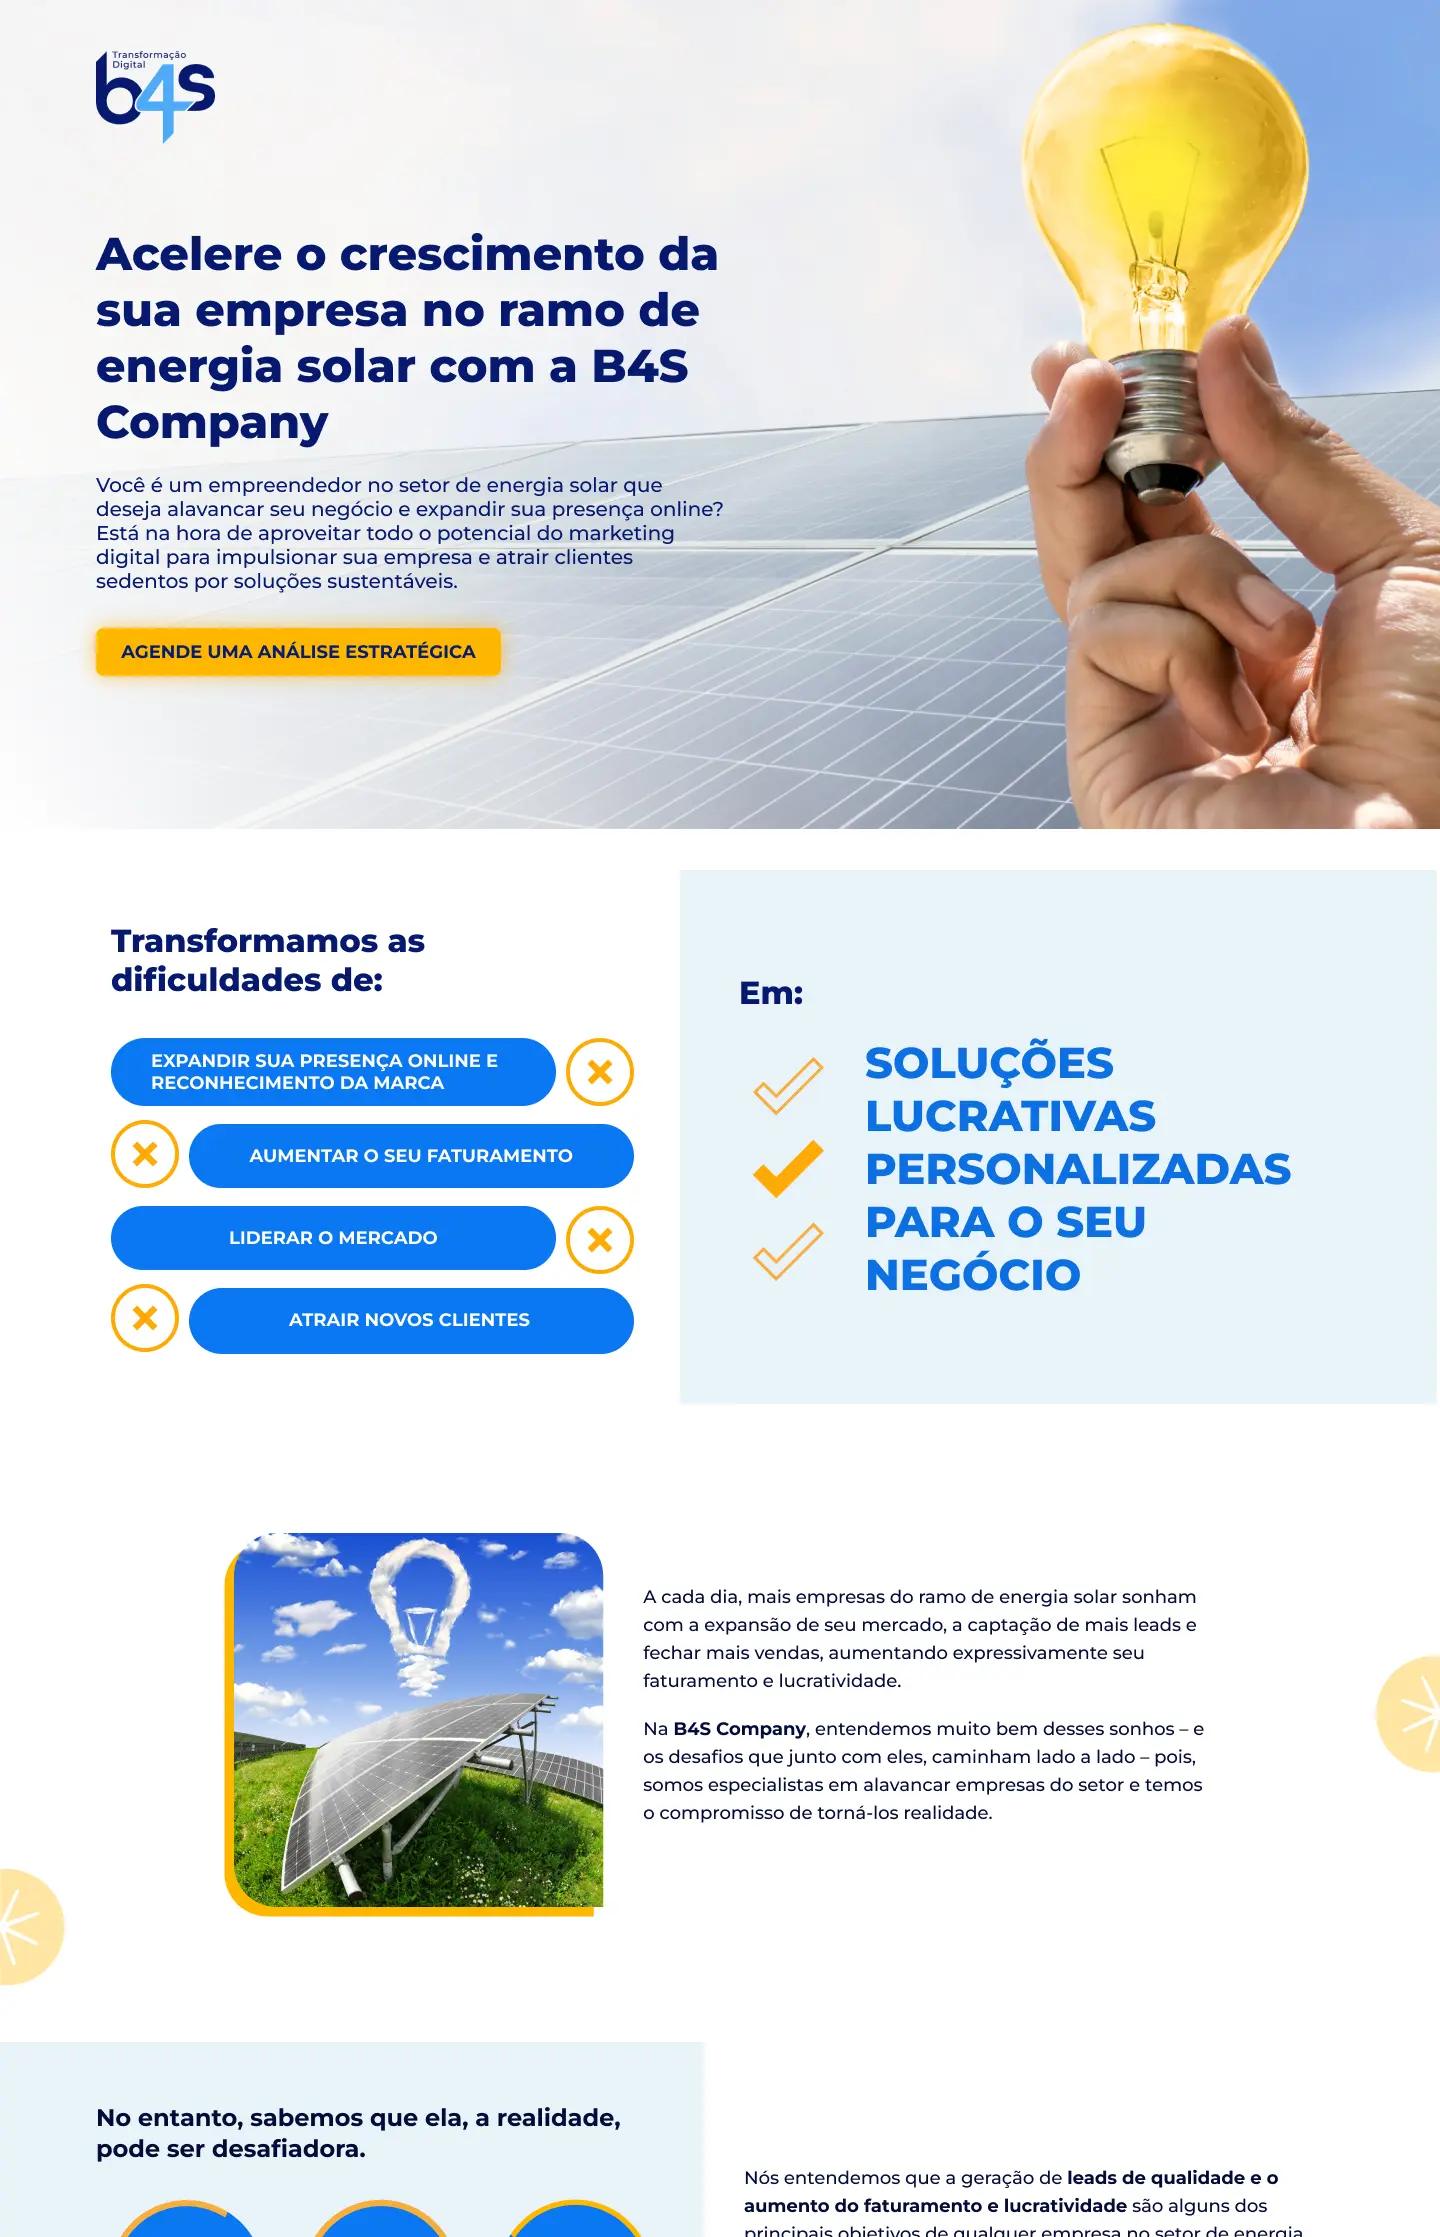 Transformação
Digital
b4s
Acelere o crescimento da
sua empresa no ramo de
energia solar com a B4S
Company
Você é um empreendedor no setor de energia solar que
deseja alavancar seu negócio e expandir sua presença online?
Está na hora de aproveitar todo o potencial do marketing
digital para impulsionar sua empresa e atrair clientes
sedentos por soluções sustentáveis.
AGENDE UMA ANÁLISE ESTRATÉGICA
Transformamos as
dificuldades de:
EXPANDIR SUA PRESENÇA ONLINE E
RECONHECIMENTO DA MARCA
AUMENTAR O SEU FATURAMENTO
LIDERAR O MERCADO
ATRAIR NOVOS CLIENTES
Em:
SOLUÇÕES
LUCRATIVAS
PERSONALIZADAS
PARA O SEU
NEGÓCIO
A cada dia, mais empresas do ramo de energia solar sonham
com a expansão de seu mercado, a captação de mais leads e
fechar mais vendas, aumentando expressivamente seu
faturamento e lucratividade.
Na B4S Company, entendemos muito bem desses sonhos – e
os desafios que junto com eles, caminham lado a lado – pois,
somos especialistas em alavancar empresas do setor e temos
o compromisso de torná-los realidade.
No entanto, sabemos que ela, a realidade,
pode ser desafiadora.
Nós entendemos que a geração de leads de qualidade e o
aumento do faturamento e lucratividade são alguns dos
principais objetivos de qualquer empresa no setor de energia